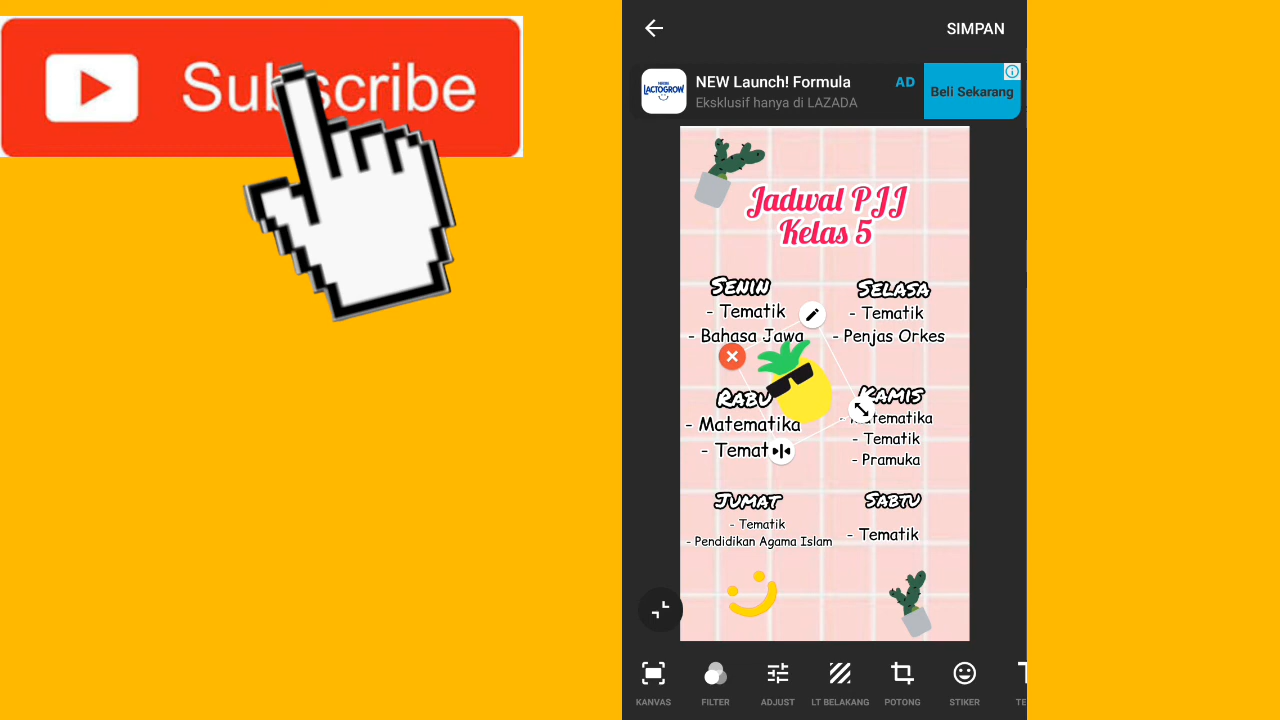 Subscribe
SIMPAN
LACTOGROW
NEW Launch! Formula
AD
Eksklusif hanya di LAZADA
Beli Sekarang
Jadwal PJJ
Kelas 5
SENIN
- Tematik
- Bahasa Jawa
SELASA
- Tematik
- Penjas Orkes
RABU
- Matematika
- Temat
KAMIS
- Matematika
- Tematik
- Pramuka
JUMAT
- Tematik
- Pendidikan Agama Islam
SABTU
- Tematik
KANVAS
FILTER
ADJUST
LT BELAKANG
POTONG
STIKER
TE